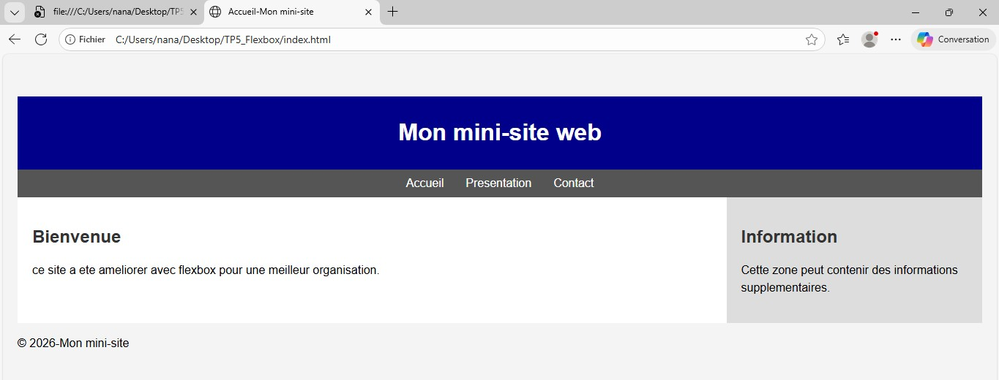 file:///C:/Users/nana/Desktop/TP5
Accueil-Mon mini-site
Fichier
C:/Users/nana/Desktop/TP5_Flexbox/index.html
Conversation
Mon mini-site web
Accueil Presentation Contact
Bienvenue
ce site a ete ameliorer avec flexbox pour une meilleur organisation.
Information
Cette zone peut contenir des informations
supplementaires.
© 2026-Mon mini-site